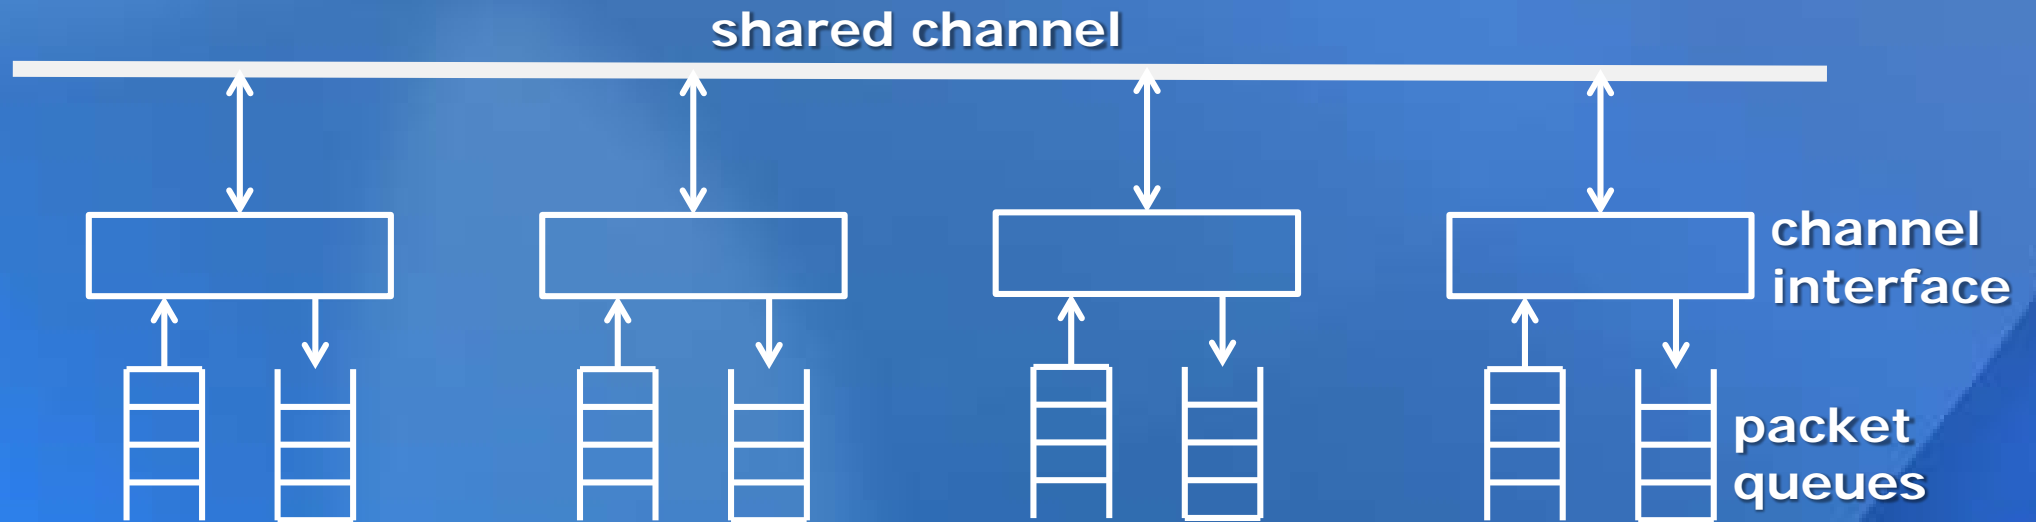 shared channel
channel
interface
packet
queues